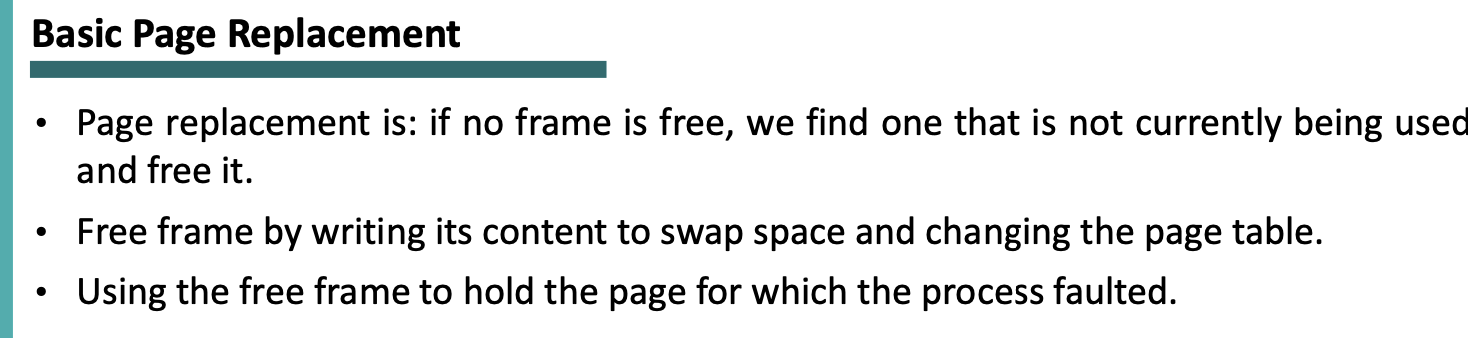 Basic Page Replacement
• Page replacement is: if no frame is free, we find one that is not currently being used
and free it.
• Free frame by writing its content to swap space and changing the page table.
• Using the free frame to hold the page for which the process faulted.